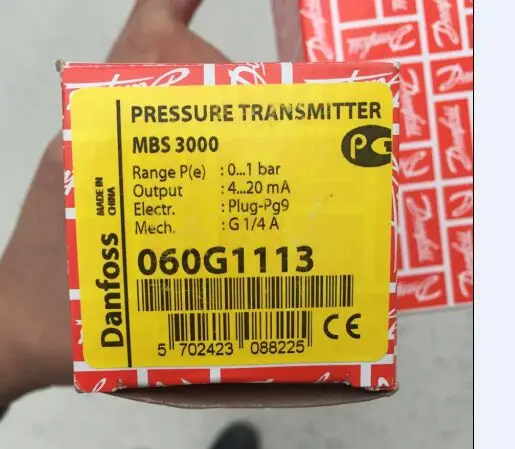 PRESSURE TRANSMITTER
MBS 3000
Range P(e) : 0...1 bar
Output : 4...20 mA
Electr. : Plug-Pg9
Mech. : G 1/4 A
060G1113
5 702423 088225
CE
Danfoss
MADE IN
CHINA
Danfoss